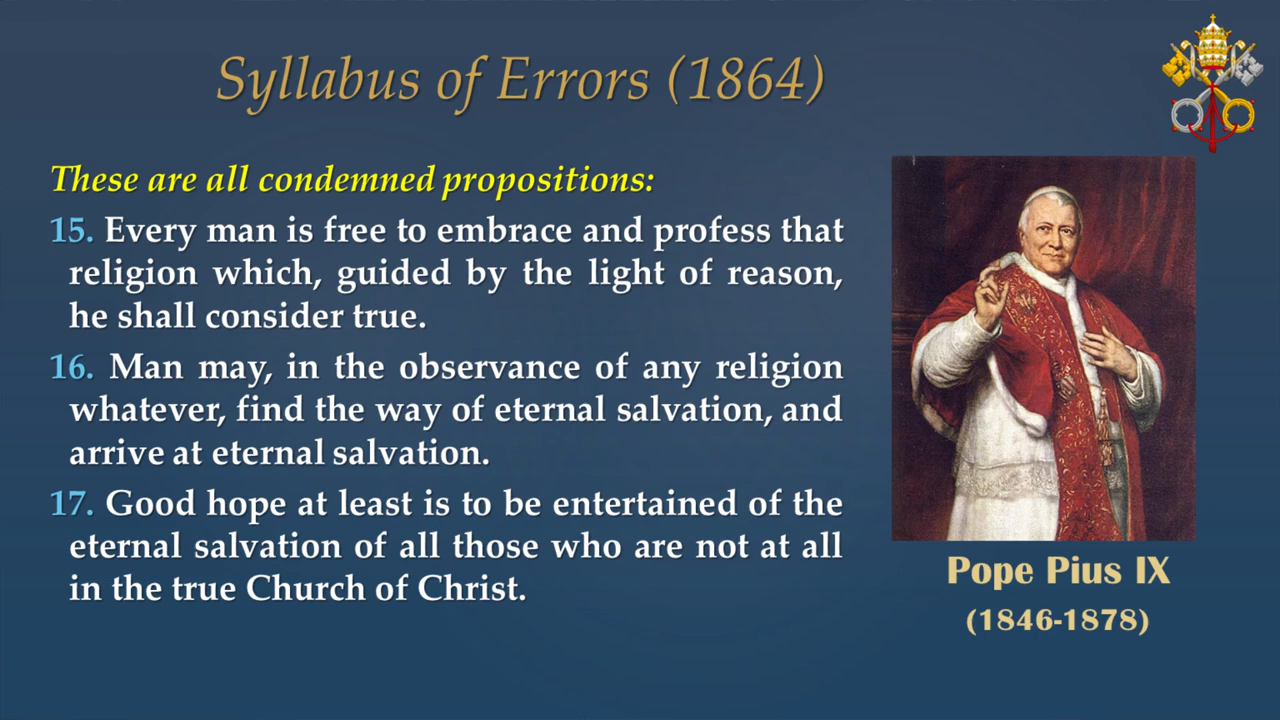 Syllabus of Errors (1864)
These are all condemned propositions:
15. Every man is free to embrace and profess that
religion which, guided by the light of reason,
he shall consider true.
16. Man may, in the observance of any religion
whatever, find the way of eternal salvation, and
arrive at eternal salvation.
17. Good hope at least is to be entertained of the
eternal salvation of all those who are not at all
in the true Church of Christ.
Pope Pius IX
(1846-1878)